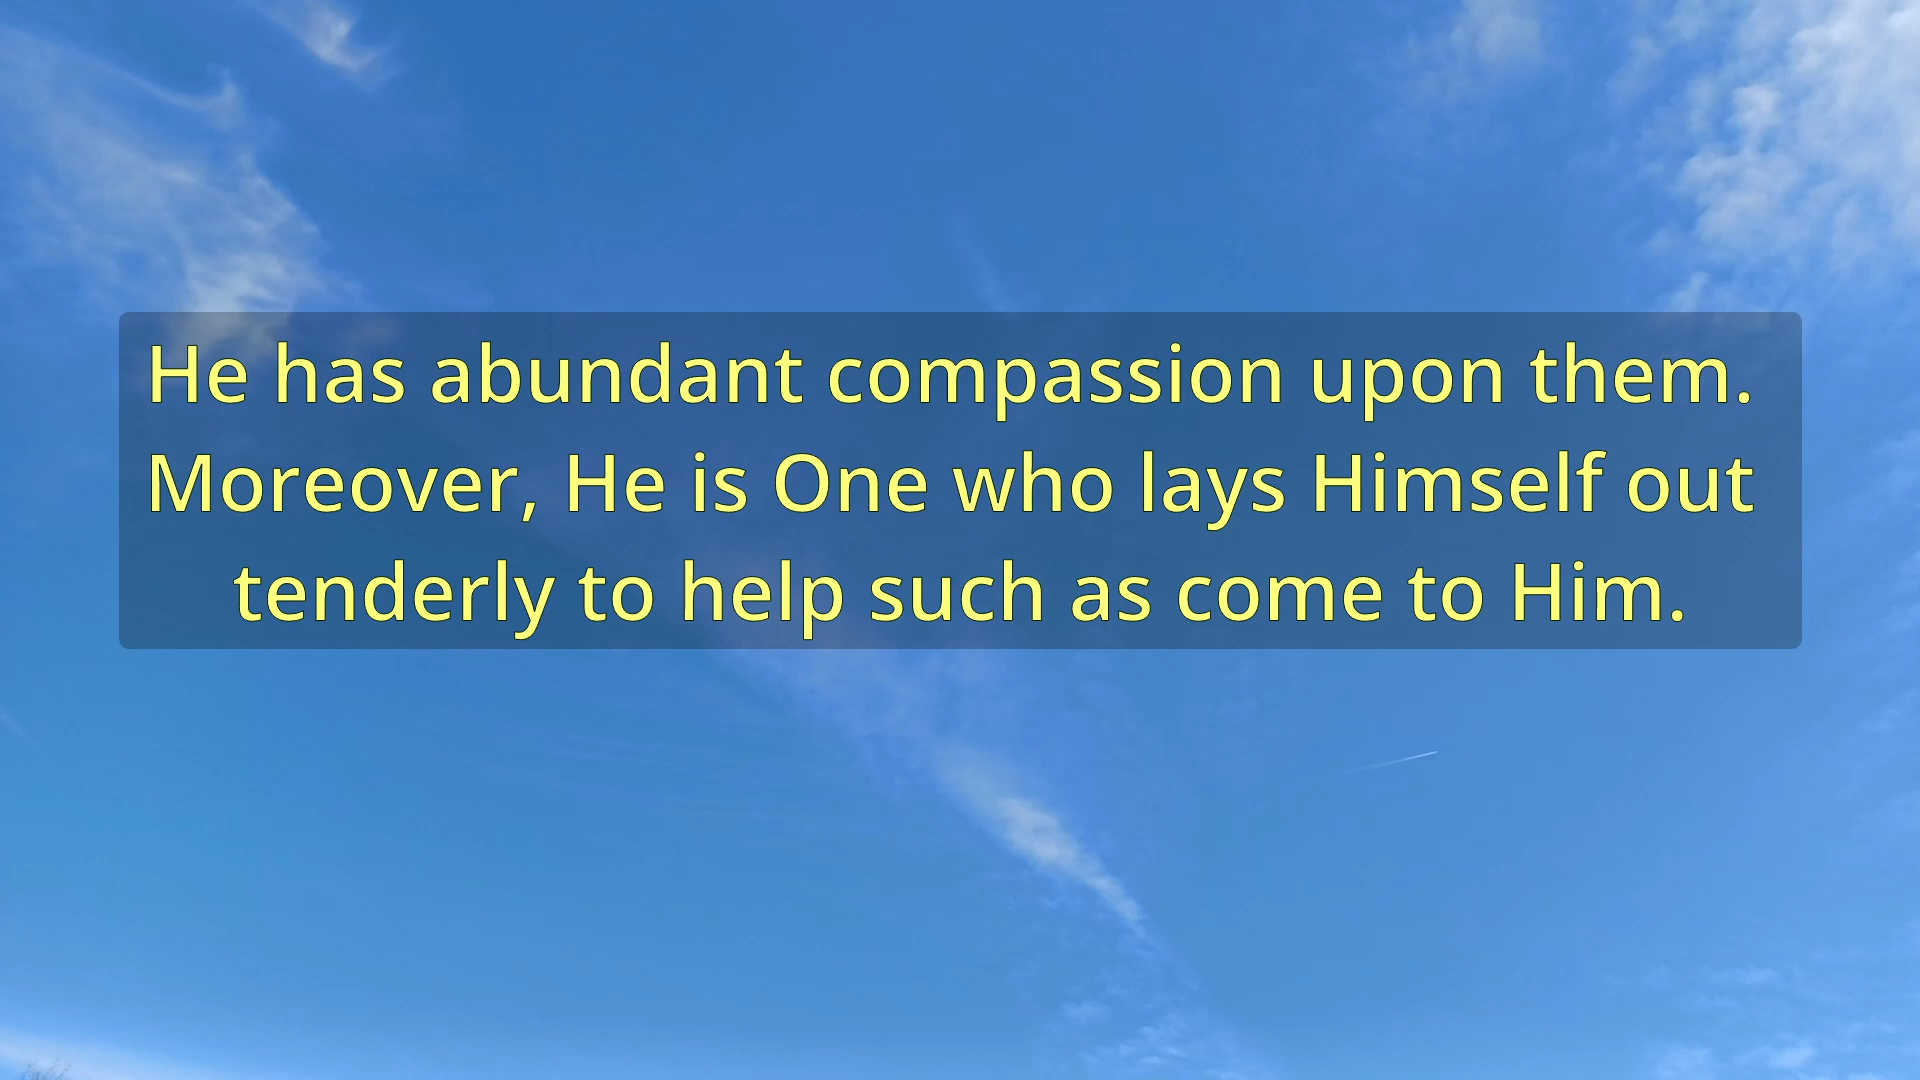 He has abundant compassion upon them.
Moreover, He is One who lays Himself out
tenderly to help such as come to Him.